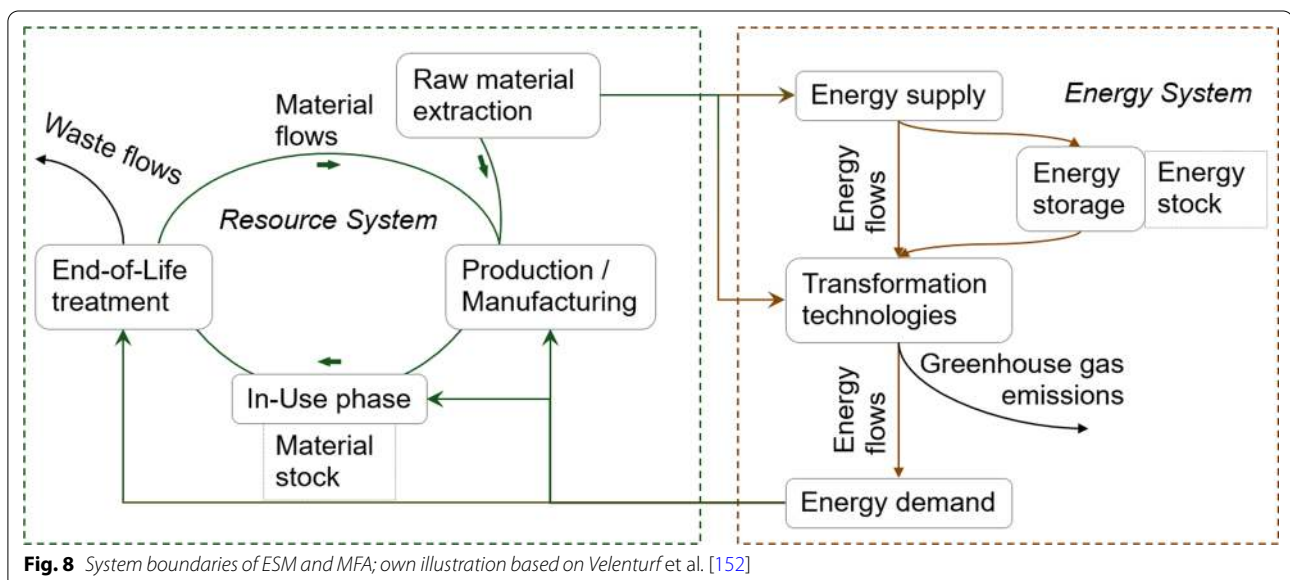 Raw material
extraction
Material
flows
Waste flows
Resource System
End-of-Life
treatment
Production /
Manufacturing
In-Use phase
Material
stock
Energy supply
Energy System
Energy
flows
Energy
storage
Energy
stock
Transformation
technologies
Greenhouse gas
emissions
Energy
flows
Energy demand
Fig. 8 System boundaries of ESM and MFA; own illustration based on Velenturf et al. [152]